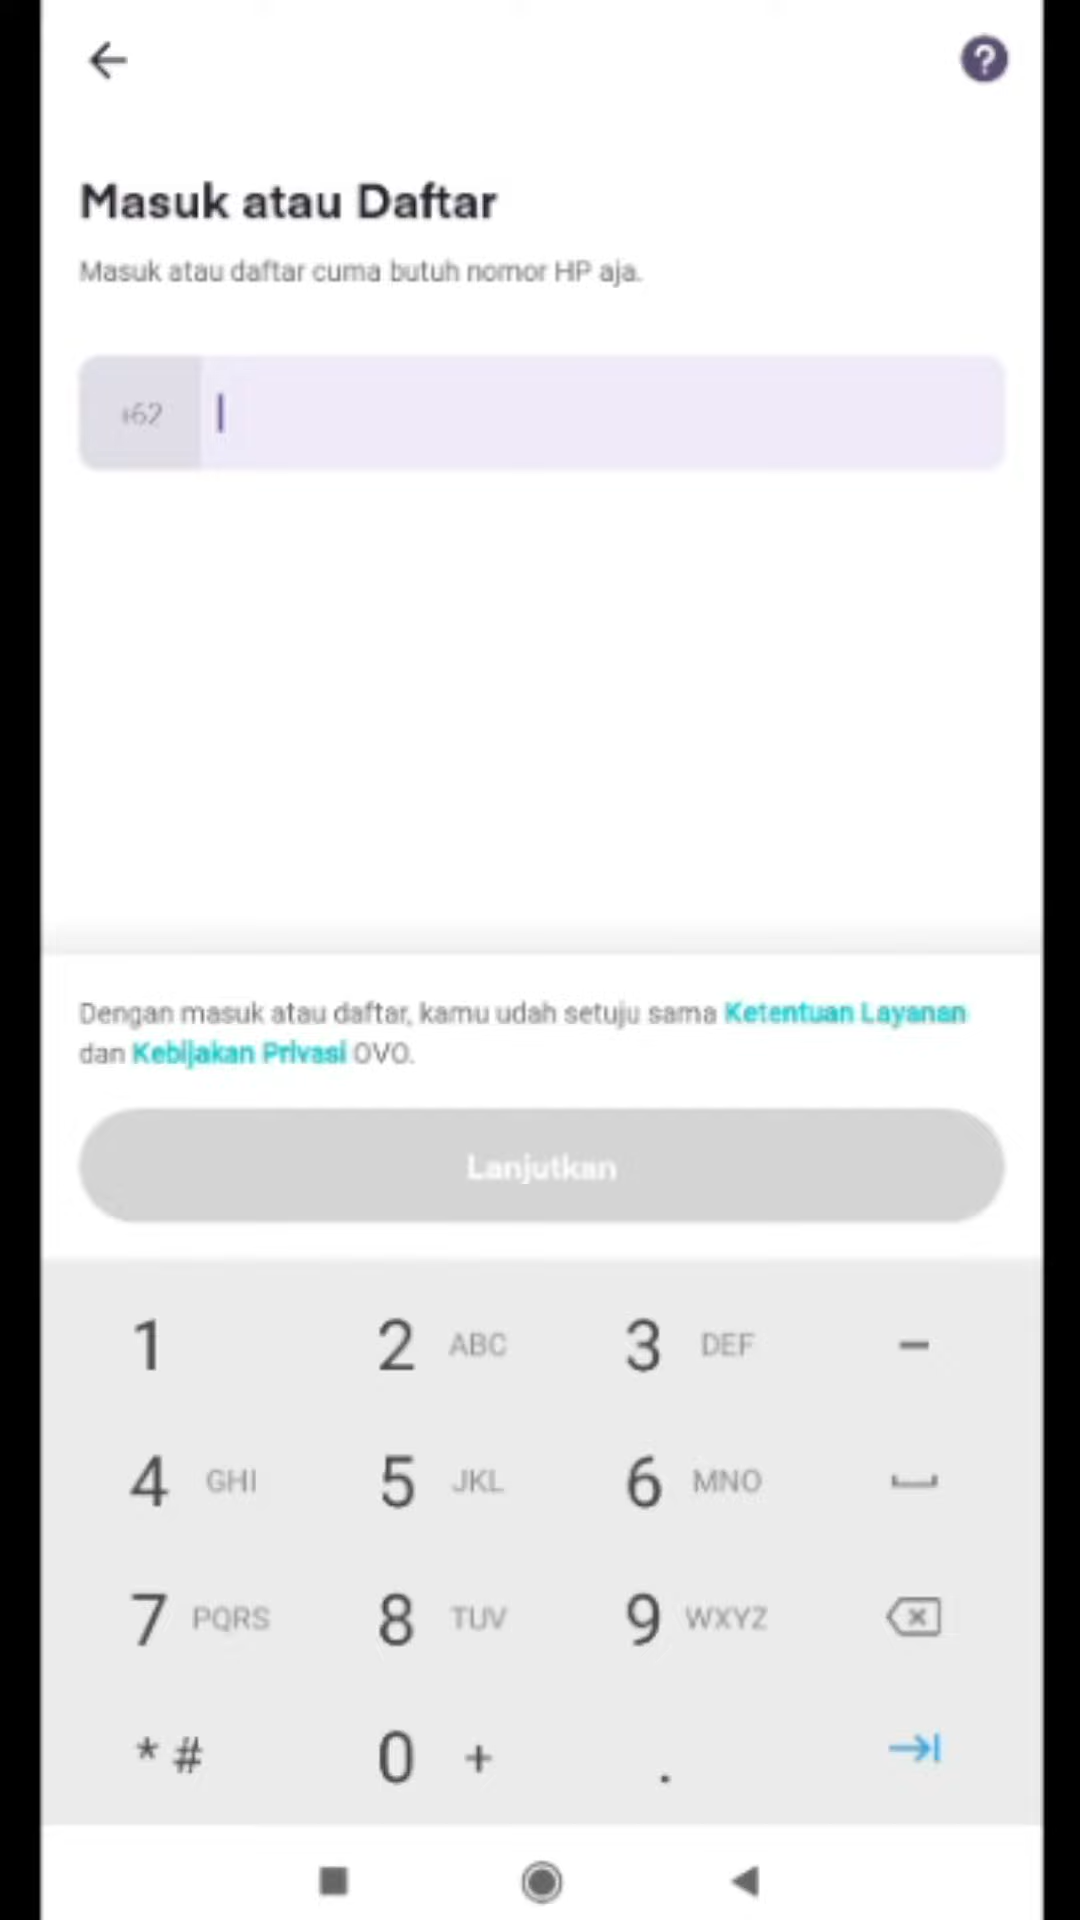 ?
Masuk atau Daftar
Masuk atau daftar cuma butuh nomor HP aja.
+62
Dengan masuk atau daftar, kamu udah setuju sama Ketentuan Layanan
dan Kebijakan Privasi OVO.
Lanjutkan
1 2 ABC 3 DEF -
4 GHI 5 JKL 6 MNO
7 PQRS 8 TUV 9 WXYZ
* # 0 + .